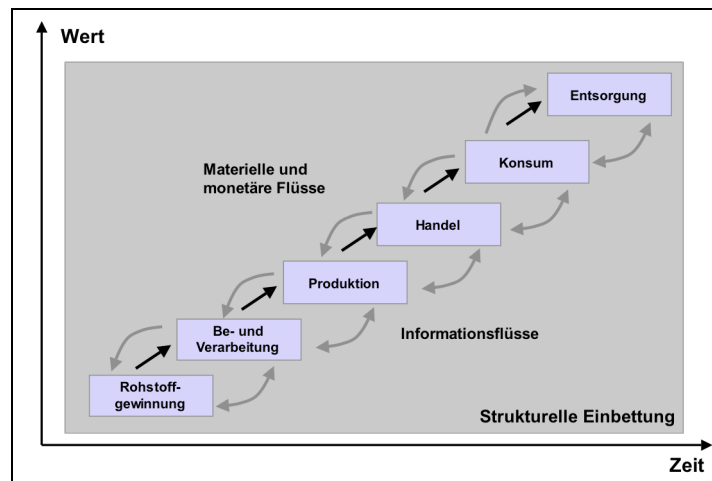 Wert
Entsorgung
Materielle und
monetäre Flüsse
Konsum
Handel
Produktion
Be- und
Verarbeitung
Informationsflüsse
Rohstoff-
gewinnung
Strukturelle Einbettung
Zeit